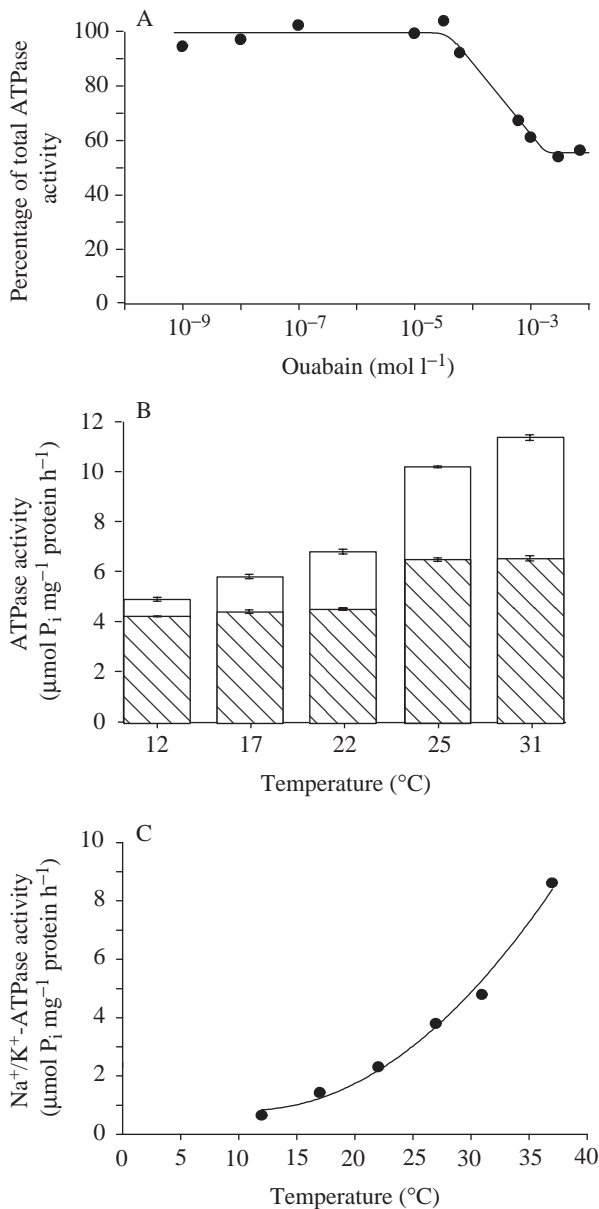 A
Percentage of total ATPase
activity
100
80
60
40
20
0
10⁻⁹ 10⁻⁷ 10⁻⁵ 10⁻³
Ouabain (mol l⁻¹)
B
ATPase activity
(μmol Pᵢ mg⁻¹ protein h⁻¹)
12
10
8
6
4
2
0
12 17 22 25 31
Temperature (°C)
C
Na⁺/K⁺-ATPase activity
(μmol Pᵢ mg⁻¹ protein h⁻¹)
10
8
6
4
2
0
0 5 10 15 20 25 30 35 40
Temperature (°C)